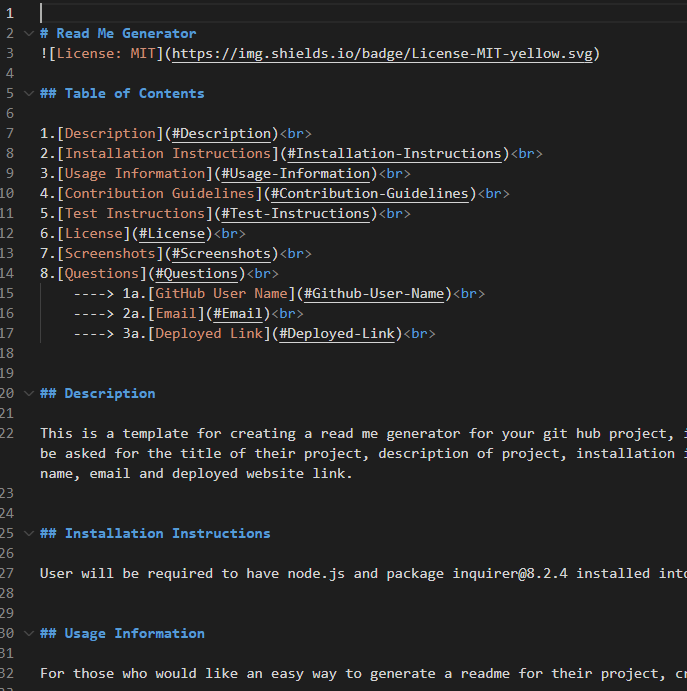 1
2 # Read Me Generator
3 ![License: MIT](https://img.shields.io/badge/License-MIT-yellow.svg)
4
5 ## Table of Contents
6
7 1.[Description](#Description)<br>
8 2.[Installation Instructions](#Installation-Instructions)<br>
9 3.[Usage Information](#Usage-Information)<br>
10 4.[Contribution Guidelines](#Contribution-Guidelines)<br>
11 5.[Test Instructions](#Test-Instructions)<br>
12 6.[License](#License)<br>
13 7.[Screenshots](#Screenshots)<br>
14 8.[Questions](#Questions)<br>
15 ----> 1a.[GitHub User Name](#Github-User-Name)<br>
16 ----> 2a.[Email](#Email)<br>
17 ----> 3a.[Deployed Link](#Deployed-Link)<br>
18
19
20 ## Description
21
22 This is a template for creating a read me generator for your git hub project,
be asked for the title of their project, description of project, installation
name, email and deployed website link.
23
24
25 ## Installation Instructions
26
27 User will be required to have node.js and package inquirer@8.2.4 installed into
28
29
30 ## Usage Information
31
32 For those who would like an easy way to generate a readme for their project,